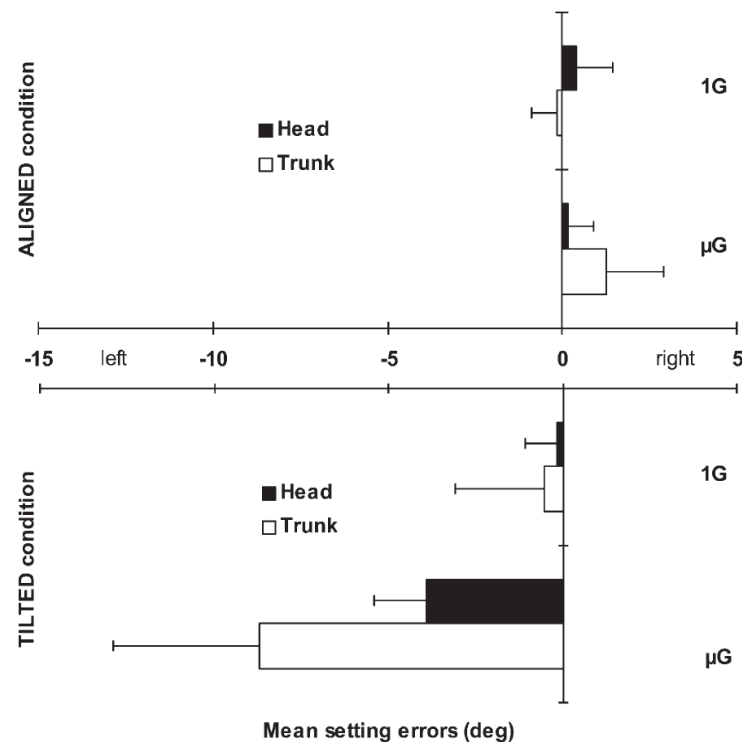 ALIGNED condition
1G
Head
Trunk
µG
-15 left -10 -5 0 right 5
TILTED condition
1G
Head
Trunk
µG
Mean setting errors (deg)